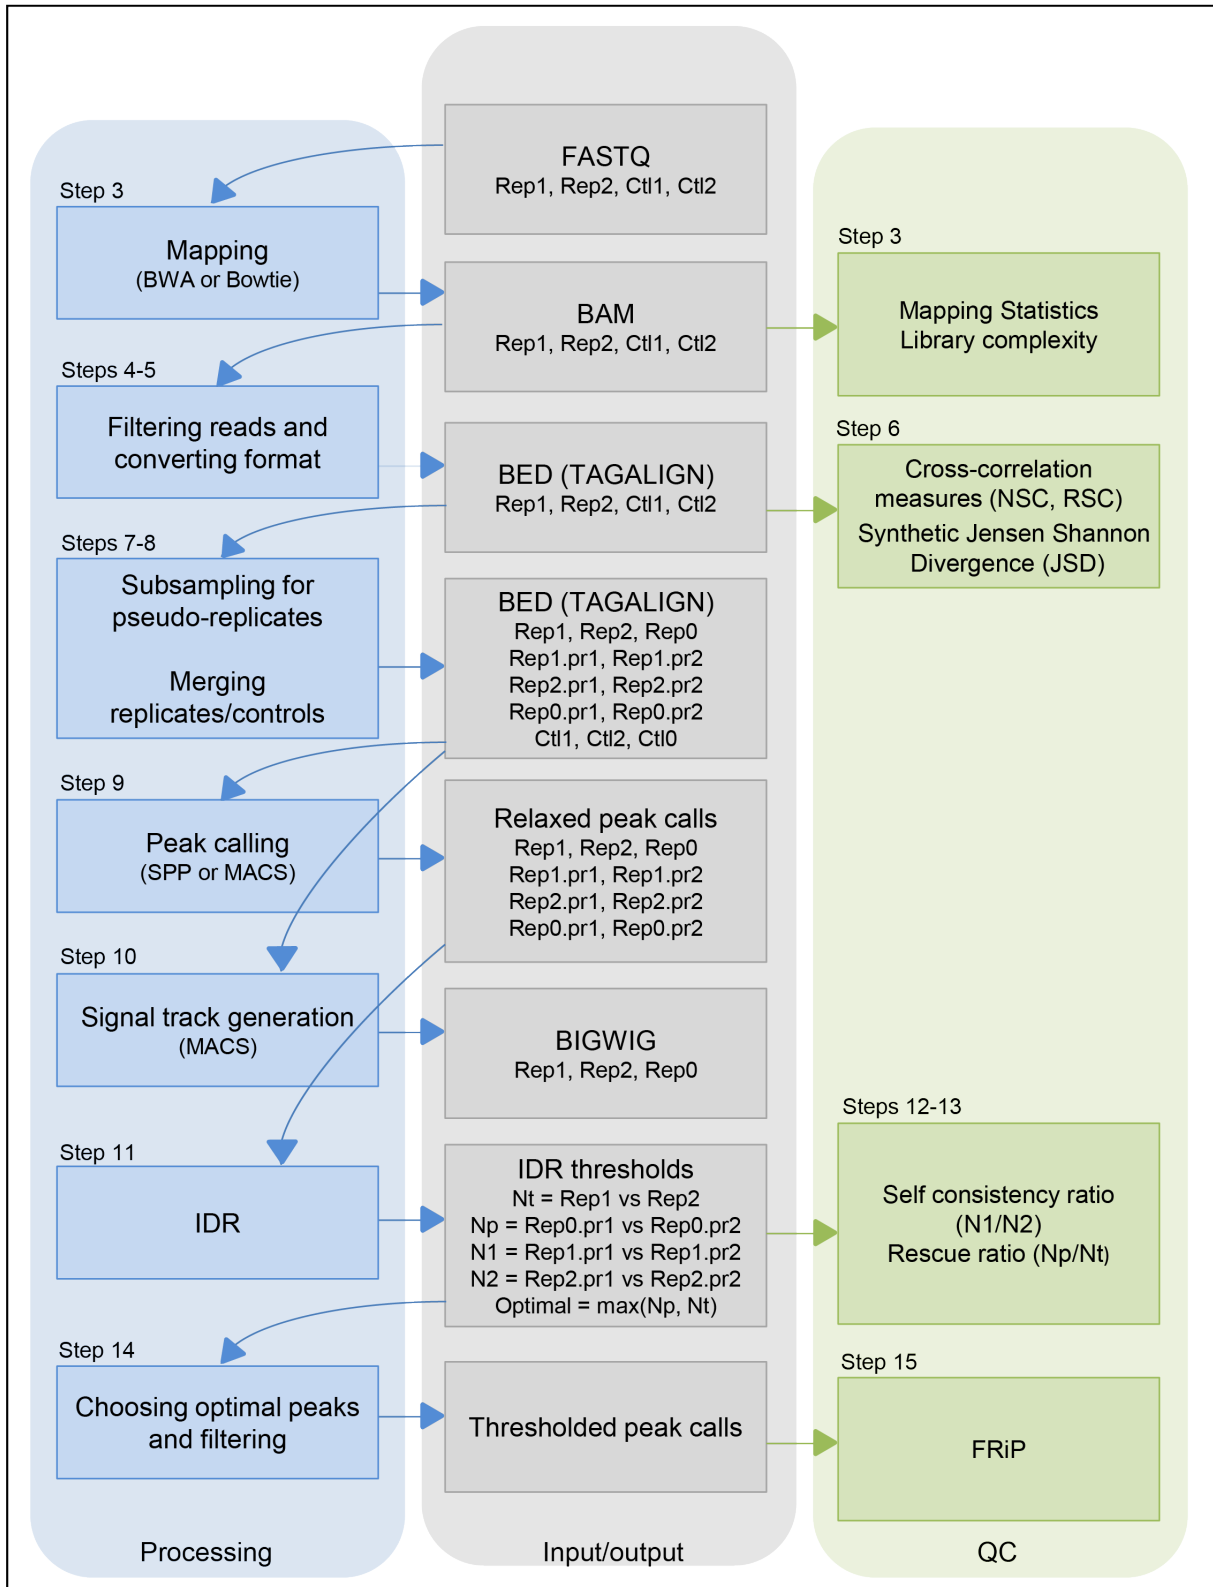 FASTQ
Rep1, Rep2, Ctl1, Ctl2
Step 3
Mapping
(BWA or Bowtie)
BAM
Rep1, Rep2, Ctl1, Ctl2
Step 3
Mapping Statistics
Library complexity
Steps 4-5
Filtering reads and
converting format
BED (TAGALIGN)
Rep1, Rep2, Ctl1, Ctl2
Step 6
Cross-correlation
measures (NSC, RSC)
Synthetic Jensen Shannon
Divergence (JSD)
Steps 7-8
Subsampling for
pseudo-replicates
Merging
replicates/controls
BED (TAGALIGN)
Rep1, Rep2, Rep0
Rep1.pr1, Rep1.pr2
Rep2.pr1, Rep2.pr2
Rep0.pr1, Rep0.pr2
Ctl1, Ctl2, Ctl0
Step 9
Peak calling
(SPP or MACS)
Relaxed peak calls
Rep1, Rep2, Rep0
Rep1.pr1, Rep1.pr2
Rep2.pr1, Rep2.pr2
Rep0.pr1, Rep0.pr2
Step 10
Signal track generation
(MACS)
BIGWIG
Rep1, Rep2, Rep0
Step 11
IDR
IDR thresholds
Nt = Rep1 vs Rep2
Np = Rep0.pr1 vs Rep0.pr2
N1 = Rep1.pr1 vs Rep1.pr2
N2 = Rep2.pr1 vs Rep2.pr2
Optimal = max(Np, Nt)
Steps 12-13
Self consistency ratio
(N1/N2)
Rescue ratio (Np/Nt)
Step 14
Choosing optimal peaks
and filtering
Thresholded peak calls
Step 15
FRiP
Processing
Input/output
QC